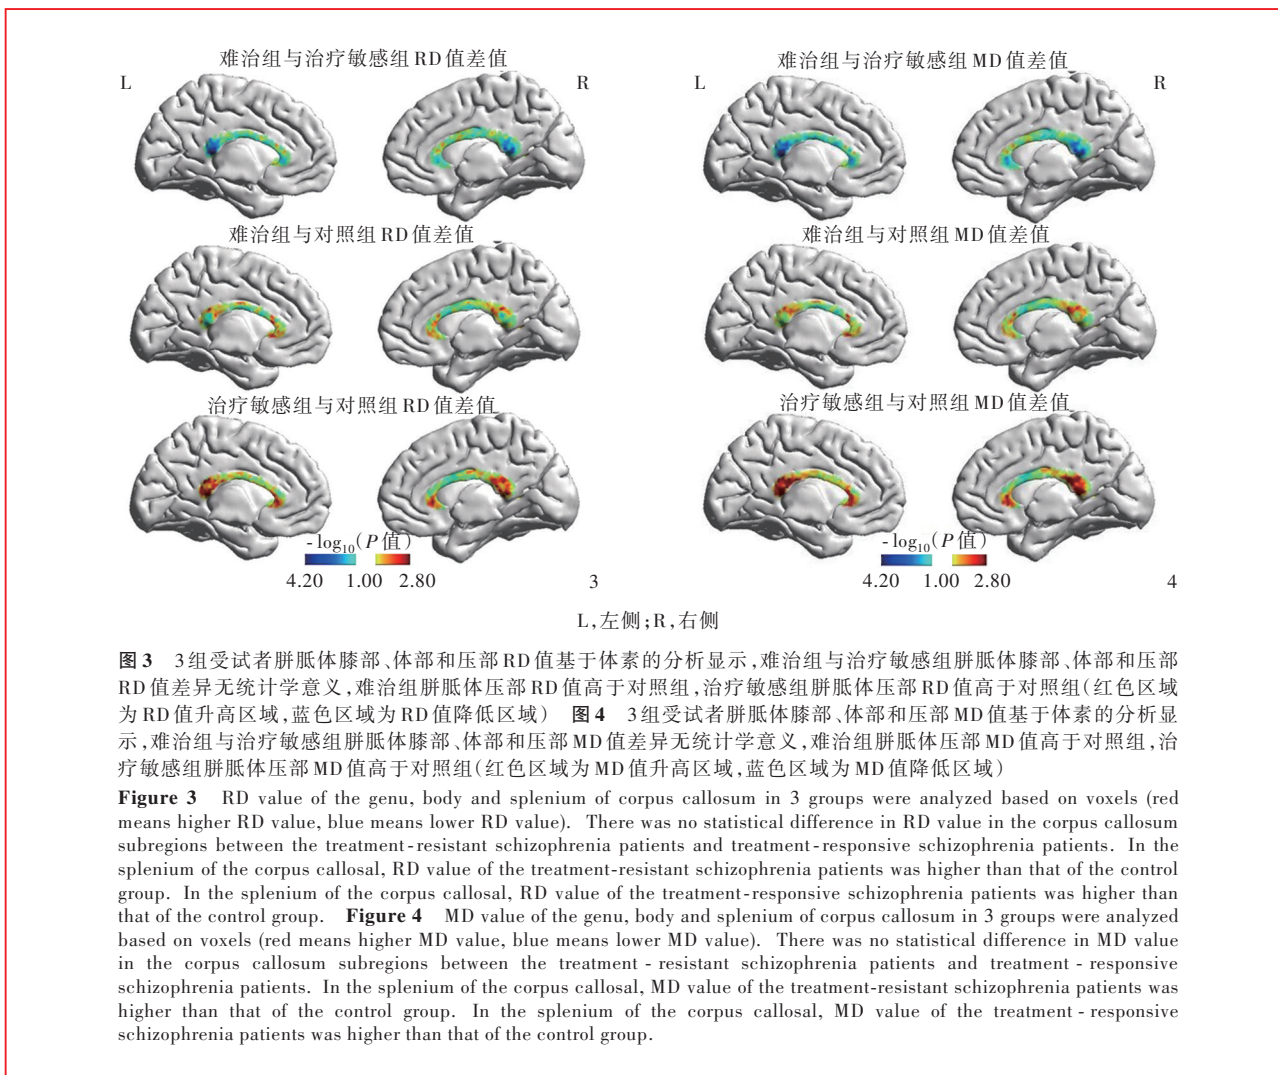 难治组与治疗敏感组RD值差值
L
R
难治组与对照组RD值差值
治疗敏感组与对照组RD值差值
-log10(P值)
4.20 1.00 2.80
3
难治组与治疗敏感组MD值差值
L
R
难治组与对照组MD值差值
治疗敏感组与对照组MD值差值
-log10(P值)
4.20 1.00 2.80
4
L,左侧;R,右侧
图3 3组受试者胼胝体膝部、体部和压部RD值基于体素的分析显示,难治组与治疗敏感组胼胝体膝部、体部和压部
RD值差异无统计学意义,难治组胼胝体压部RD值高于对照组,治疗敏感组胼胝体压部RD值高于对照组(红色区域
为RD值升高区域,蓝色区域为RD值降低区域) 图4 3组受试者胼胝体膝部、体部和压部MD值基于体素的分析显
示,难治组与治疗敏感组胼胝体膝部、体部和压部MD值差异无统计学意义,难治组胼胝体压部MD值高于对照组,治
疗敏感组胼胝体压部MD值高于对照组(红色区域为MD值升高区域,蓝色区域为MD值降低区域)
Figure 3 RD value of the genu, body and splenium of corpus callosum in 3 groups were analyzed based on voxels (red
means higher RD value, blue means lower RD value). There was no statistical difference in RD value in the corpus callosum
subregions between the treatment-resistant schizophrenia patients and treatment-responsive schizophrenia patients. In the
splenium of the corpus callosal, RD value of the treatment-resistant schizophrenia patients was higher than that of the control
group. In the splenium of the corpus callosal, RD value of the treatment-responsive schizophrenia patients was higher than
that of the control group. Figure 4 MD value of the genu, body and splenium of corpus callosum in 3 groups were analyzed
based on voxels (red means higher MD value, blue means lower MD value). There was no statistical difference in MD value
in the corpus callosum subregions between the treatment-resistant schizophrenia patients and treatment-responsive
schizophrenia patients. In the splenium of the corpus callosal, MD value of the treatment-resistant schizophrenia patients was
higher than that of the control group. In the splenium of the corpus callosal, MD value of the treatment-responsive
schizophrenia patients was higher than that of the control group.